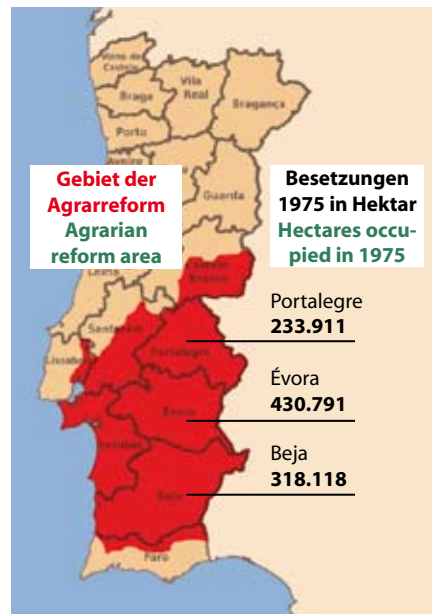 Viana do
Castelo
Vila
Real
Braga
Bragança
Porto
Aveiro
Guarda
Gebiet der
Agrarreform
Agrarian
reform area
Besetzungen
1975 in Hektar
Hectares occu-
pied in 1975
Branco
Leiria
Santarém
Lissabon
Portalegre
Évora
Setúbal
Beja
Faro
Portalegre
233.911
Évora
430.791
Beja
318.118